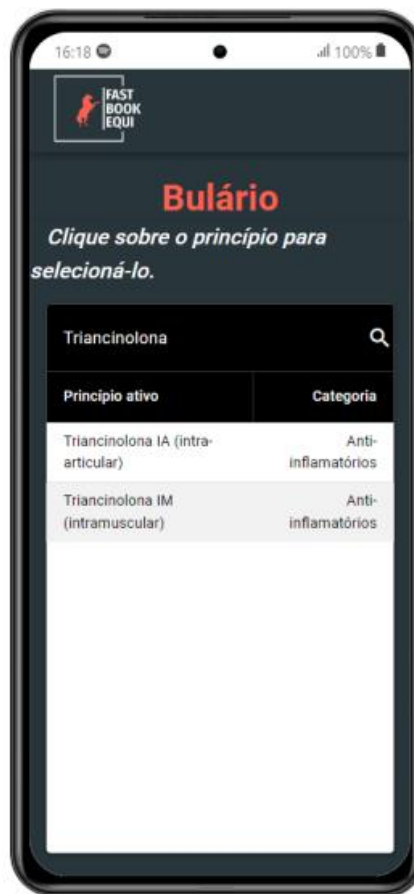 16:18 100%
FAST
BOOK
EQUI
Bulário
Clique sobre o princípio para
selecioná-lo.
Triancinolona
Princípio ativo Categoria
Triancinolona IA (intra- Anti-
articular) inflamatórios
Triancinolona IM Anti-
(intramuscular) inflamatórios